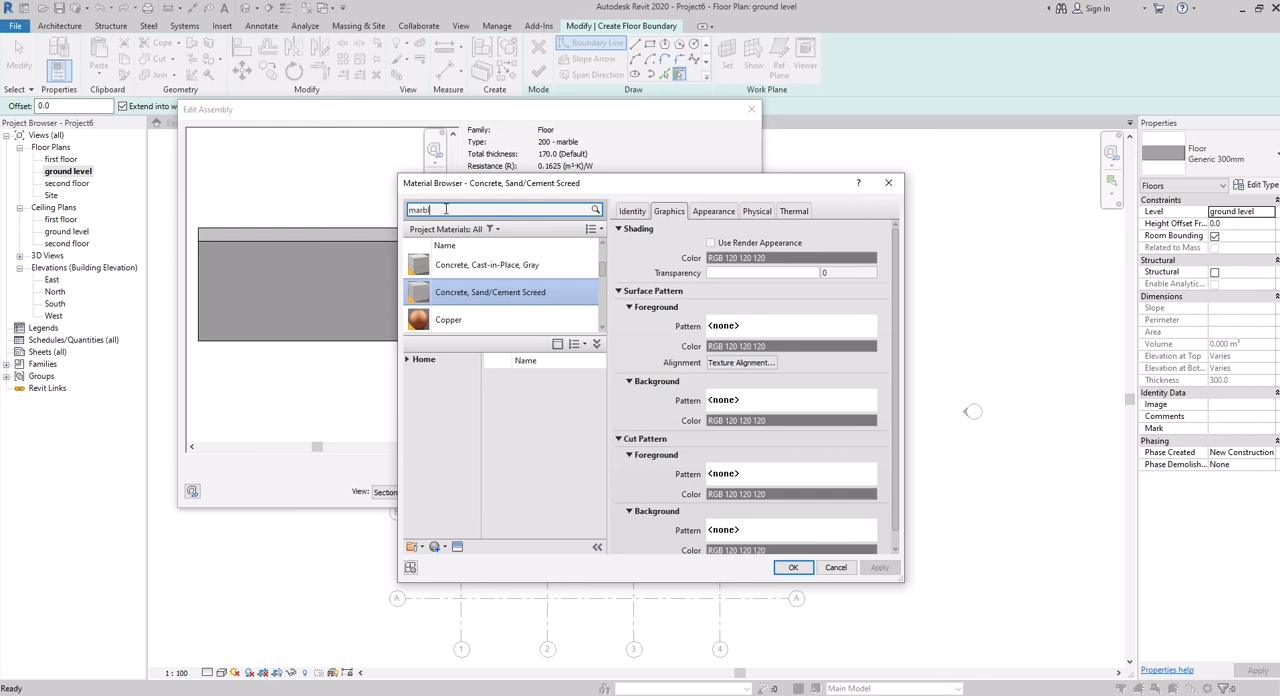 Autodesk Revit 2020 - Floor Plan: ground level
Sign In
File Architecture Structure Steel Systems Insert Annotate Analyze Massing & Site Collaborate View Manage Add-Ins Modify | Create Floor Boundary
Modify Paste Cope Cut Join Boundary Line Slope Arrow Span Direction Set Show Ref Plane Viewer
Select Properties Clipboard Geometry Modify View Measure Create Mode Draw Work Plane
Offset: 0.0 Extend into w
Project Browser - Project6
Views (all)
Floor Plans
first floor
ground level
second floor
Site
Ceiling Plans
first floor
ground level
second floor
3D Views
Elevations (Building Elevation)
East
North
South
West
Legends
Schedules/Quantities (all)
Sheets (all)
Families
Groups
Revit Links
Edit Assembly
Family: Floor
Type: 200 - marble
Total thickness: 170.0 (Default)
Resistance (R): 0.1625 (m²·K)/W
View: Section
Material Browser - Concrete, Sand/Cement Screed
marbl
Project Materials: All
Name
Concrete, Cast-in-Place, Gray
Concrete, Sand/Cement Screed
Copper
Home
Name
Identity Graphics Appearance Physical Thermal
Shading
Use Render Appearance
Color RGB 120 120 120
Transparency 0
Surface Pattern
Foreground
Pattern <none>
Color RGB 120 120 120
Alignment Texture Alignment...
Background
Pattern <none>
Color RGB 120 120 120
Cut Pattern
Foreground
Pattern <none>
Color RGB 120 120 120
Background
Pattern <none>
Color RGB 120 120 120
OK Cancel Apply
A A
1 2 3 4
Properties
Floor
Generic 300mm
Floors Edit Type
Constraints
Level ground level
Height Offset Fr... 0.0
Room Bounding
Related to Mass
Structural
Structural
Enable Analytic...
Dimensions
Slope
Perimeter
Area
Volume 0.000 m³
Elevation at Top Varies
Elevation at Bot... Varies
Thickness 300.0
Identity Data
Image
Comments
Mark
Phasing
Phase Created New Construction
Phase Demolish... None
Properties help Apply
1 : 100
Ready :0 Main Model :0